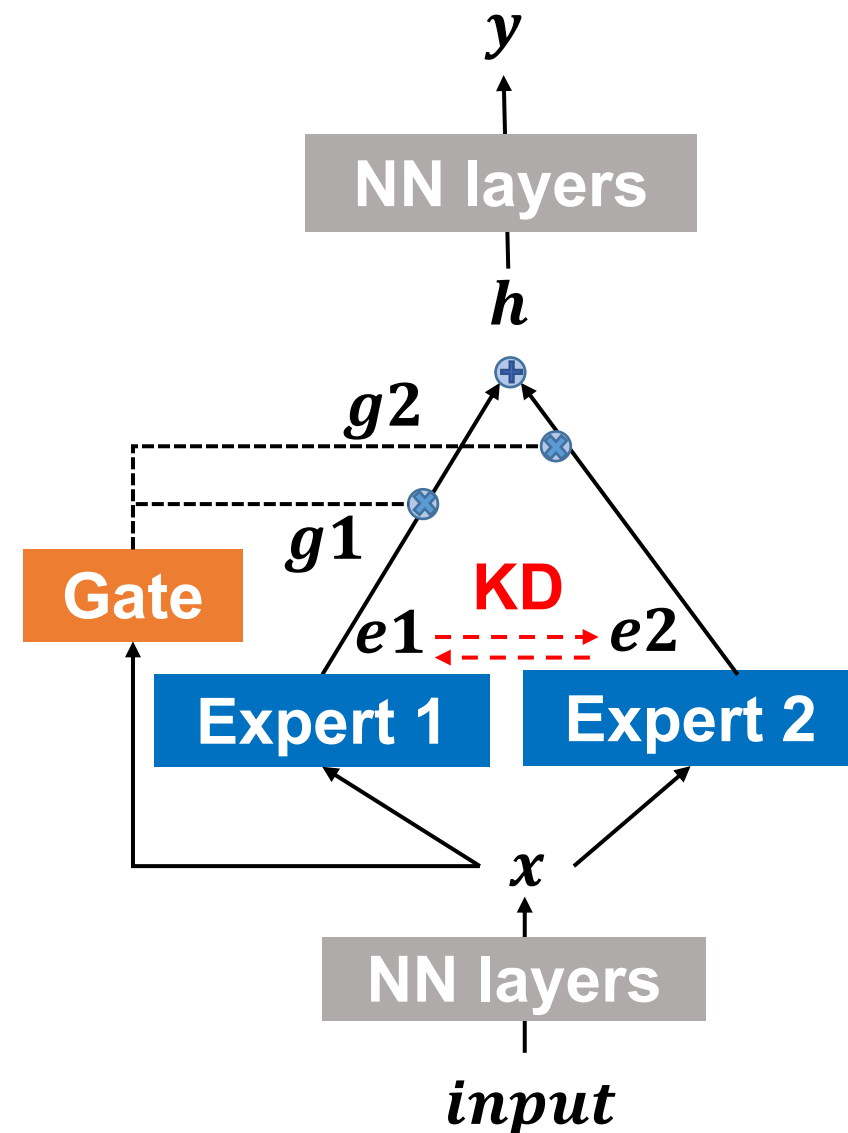 y
NN layers
h
g2
g1
Gate
KD
e1
e2
Expert 1
Expert 2
x
NN layers
input